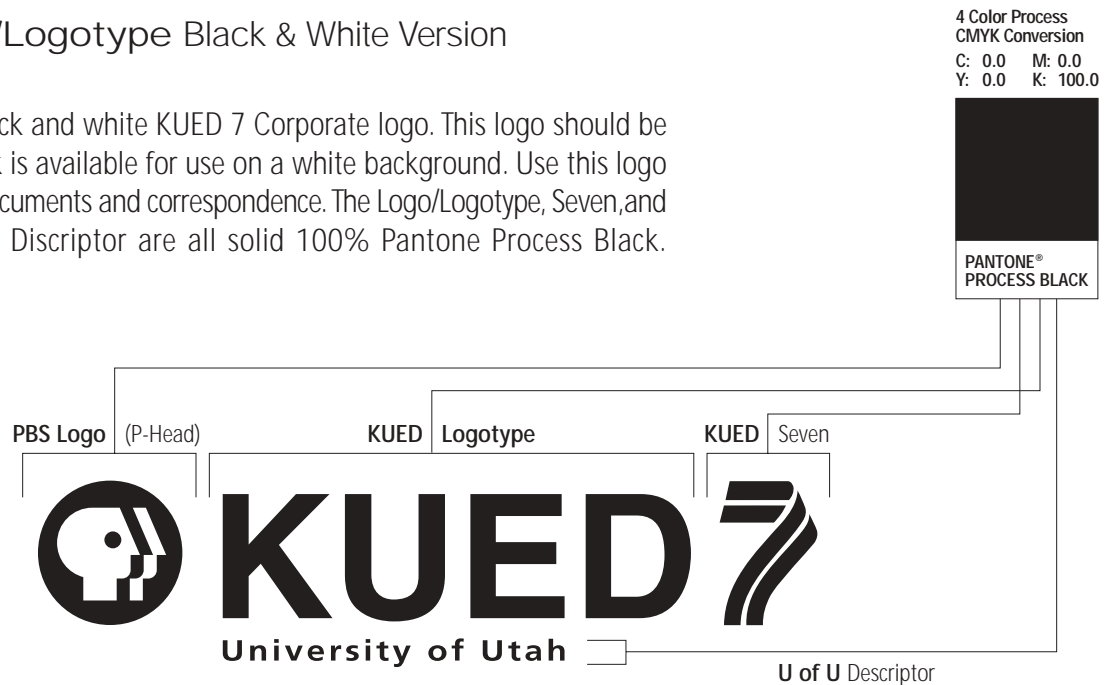 /Logotype Black & White Version
ck and white KUED 7 Corporate logo. This logo should be
is available for use on a white background. Use this logo
cuments and correspondence. The Logo/Logotype, Seven,and
Discriptor are all solid 100% Pantone Process Black.
4 Color Process
CMYK Conversion
C: 0.0 M: 0.0
Y: 0.0 K: 100.0
PANTONE®
PROCESS BLACK
PBS Logo (P-Head)
KUED Logotype
KUED Seven
KUED 7
University of Utah
U of U Descriptor